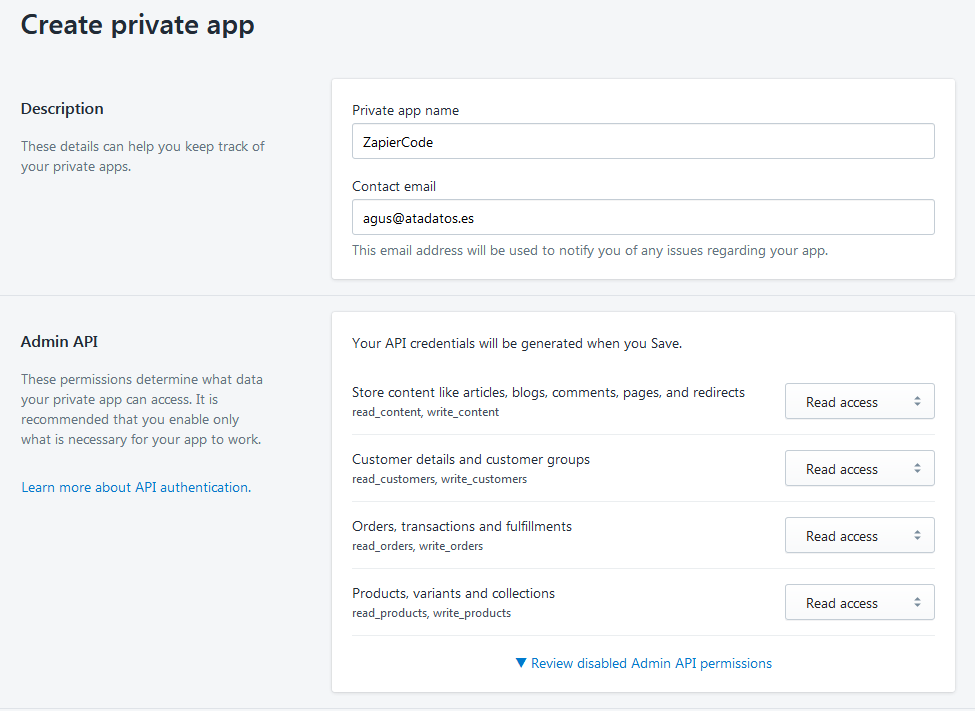 Create private app
Description
These details can help you keep track of
your private apps.
Private app name
ZapierCode
Contact email
agus@atadatos.es
This email address will be used to notify you of any issues regarding your app.
Admin API
These permissions determine what data
your private app can access. It is
recommended that you enable only
what is necessary for your app to work.
Learn more about API authentication.
Your API credentials will be generated when you Save.
Store content like articles, blogs, comments, pages, and redirects
read_content, write_content
Read access
Customer details and customer groups
read_customers, write_customers
Read access
Orders, transactions and fulfillments
read_orders, write_orders
Read access
Products, variants and collections
read_products, write_products
Read access
▼ Review disabled Admin API permissions